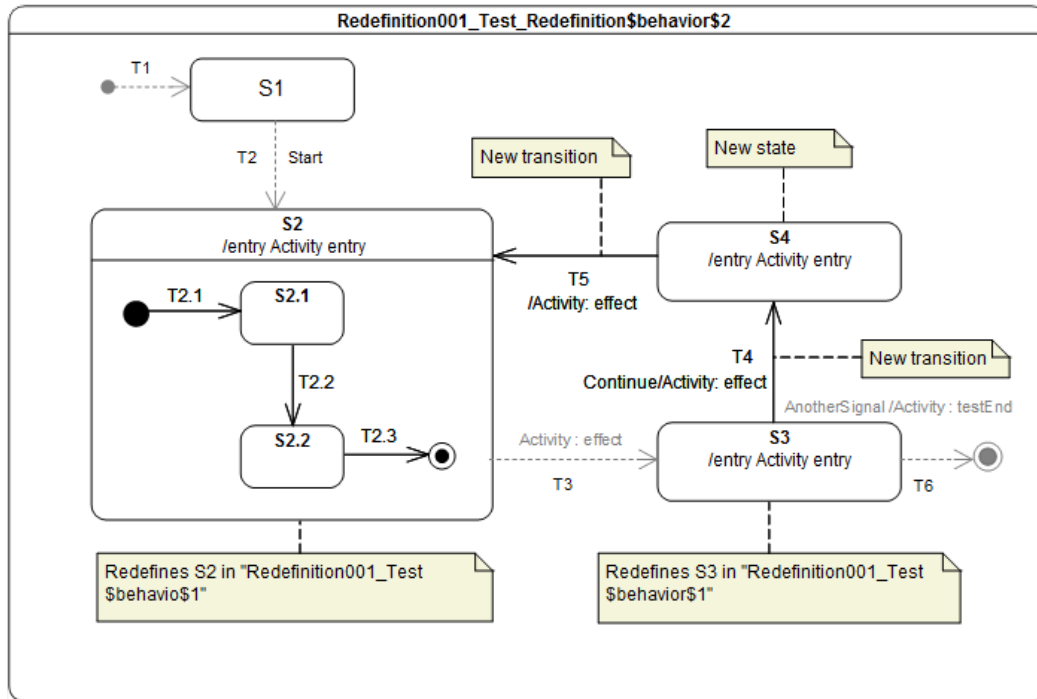 Redefinition001_Test_Redefinition$behavior$2
T1
S1
T2 Start
New transition
New state
S2
/entry Activity entry
S4
/entry Activity entry
T5
/Activity: effect
T2.1
S2.1
T2.2
S2.2
T2.3
T4
Continue/Activity: effect
New transition
AnotherSignal /Activity : testEnd
Activity : effect
T3
S3
/entry Activity entry
T6
Redefines S2 in "Redefinition001_Test
$behavio$1"
Redefines S3 in "Redefinition001_Test
$behavior$1"